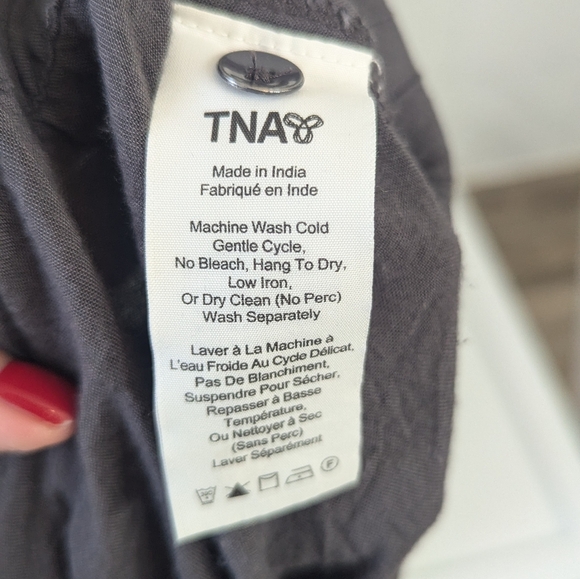 TNA
Made in India
Fabriqué en Inde
Machine Wash Cold
Gentle Cycle,
No Bleach, Hang To Dry,
Low Iron,
Or Dry Clean (No Perc)
Wash Separately
Laver à La Machine à
L'eau Froide Au Cycle Délicat,
Pas De Blanchiment,
Suspendre Pour Sécher,
Repasser à Basse
Température,
Ou Nettoyer à Sec
(Sans Perc)
Laver Séparément
F